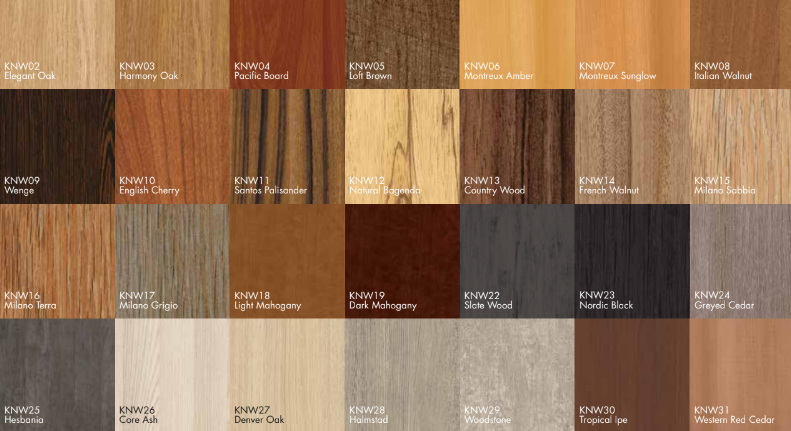 KNW02
Elegant Oak
KNW03
Harmony Oak
KNW04
Pacific Board
KNW05
Loft Brown
KNW06
Montreux Amber
KNW07
Montreux Sunglow
KNW08
Italian Walnut
KNW09
Wenge
KNW10
English Cherry
KNW11
Santos Palisander
KNW12
Natural Bagenda
KNW13
Country Wood
KNW14
French Walnut
KNW15
Milano Sabbia
KNW16
Milano Terra
KNW17
Milano Grigio
KNW18
Light Mahogany
KNW19
Dark Mahogany
KNW22
Slate Wood
KNW23
Nordic Black
KNW24
Greyed Cedar
KNW25
Hesbania
KNW26
Core Ash
KNW27
Denver Oak
KNW28
Halmstad
KNW29
Woodstone
KNW30
Tropical Ipe
KNW31
Western Red Cedar